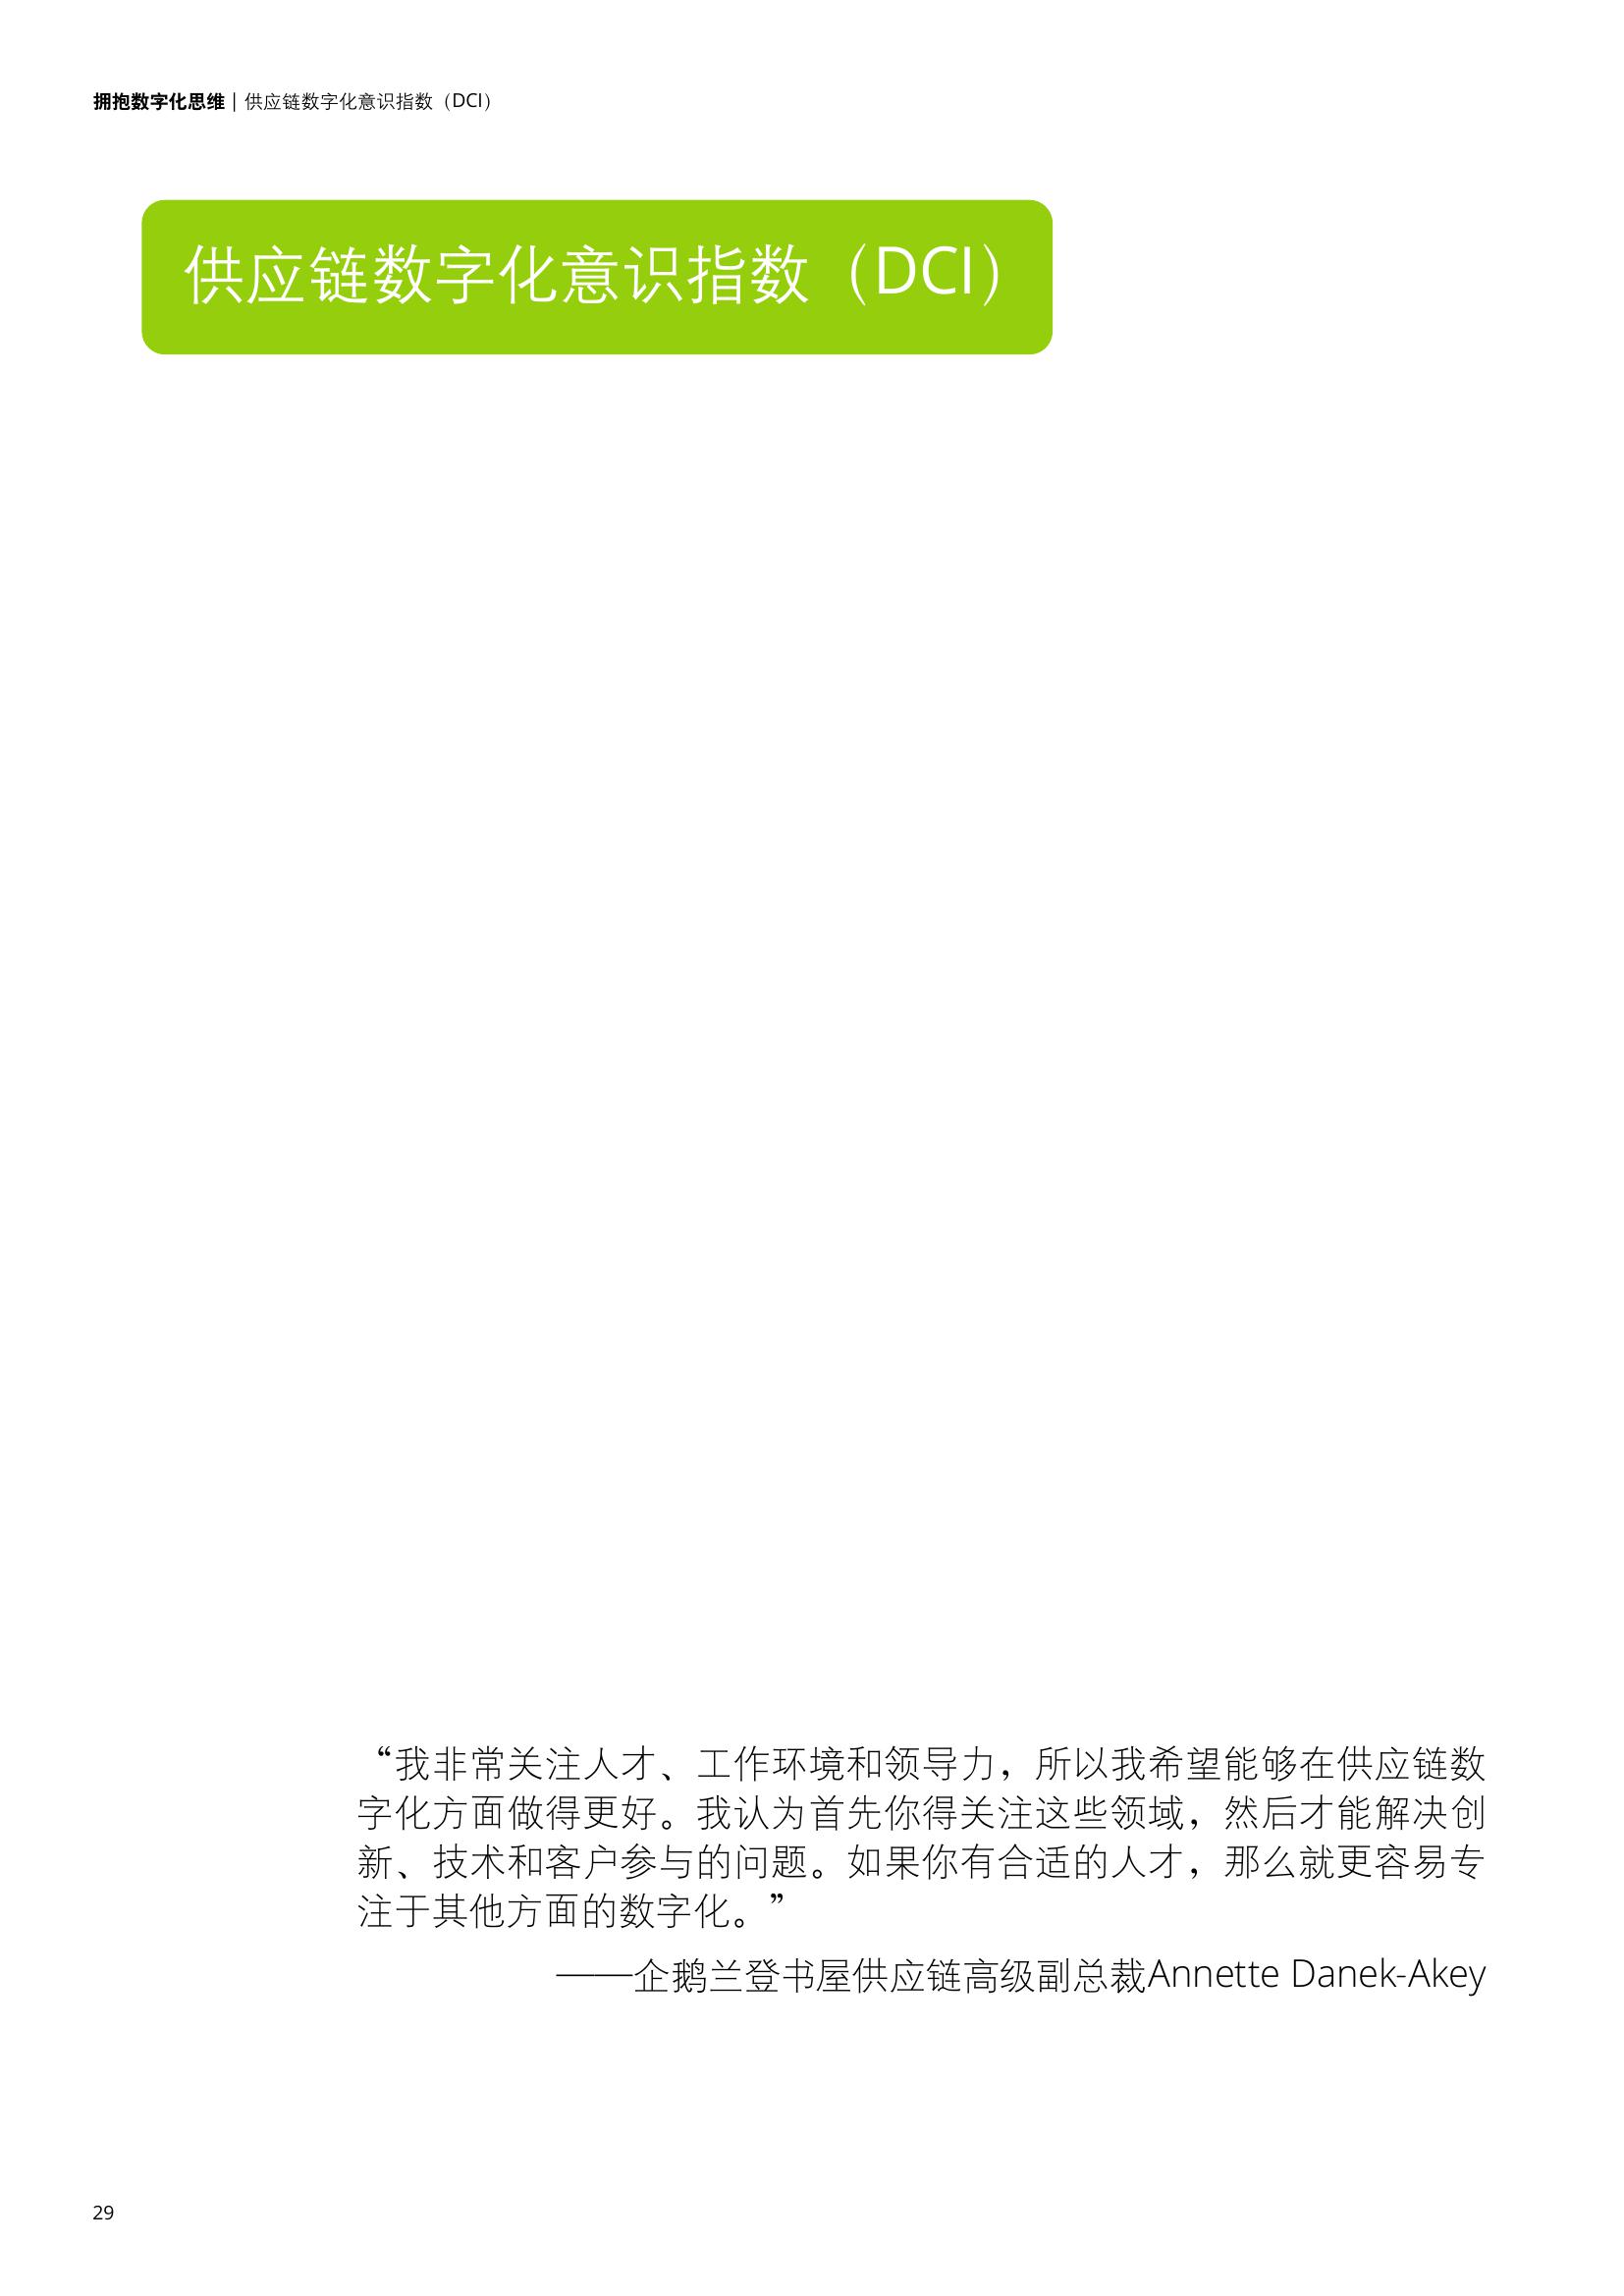 拥抱数字化思维 | 供应链数字化意识指数（DCI）
供应链数字化意识指数（DCI）
“我非常关注人才、工作环境和领导力，所以我希望能够在供应链数
字化方面做得更好。我认为首先你得关注这些领域，然后才能解决创
新、技术和客户参与的问题。如果你有合适的人才，那么就更容易专
注于其他方面的数字化。”
——企鹅兰登书屋供应链高级副总裁Annette Danek-Akey
29